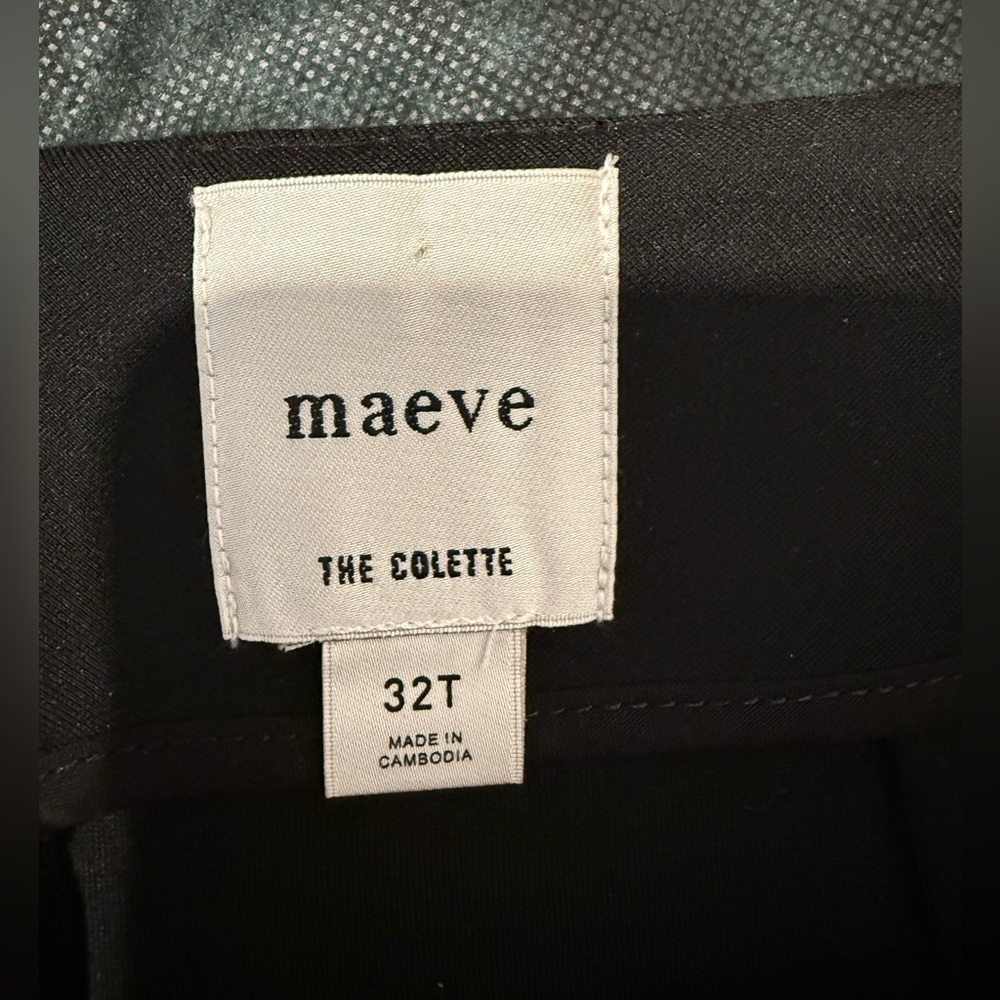 maeve
THE COLETTE
32T
MADE IN
CAMBODIA